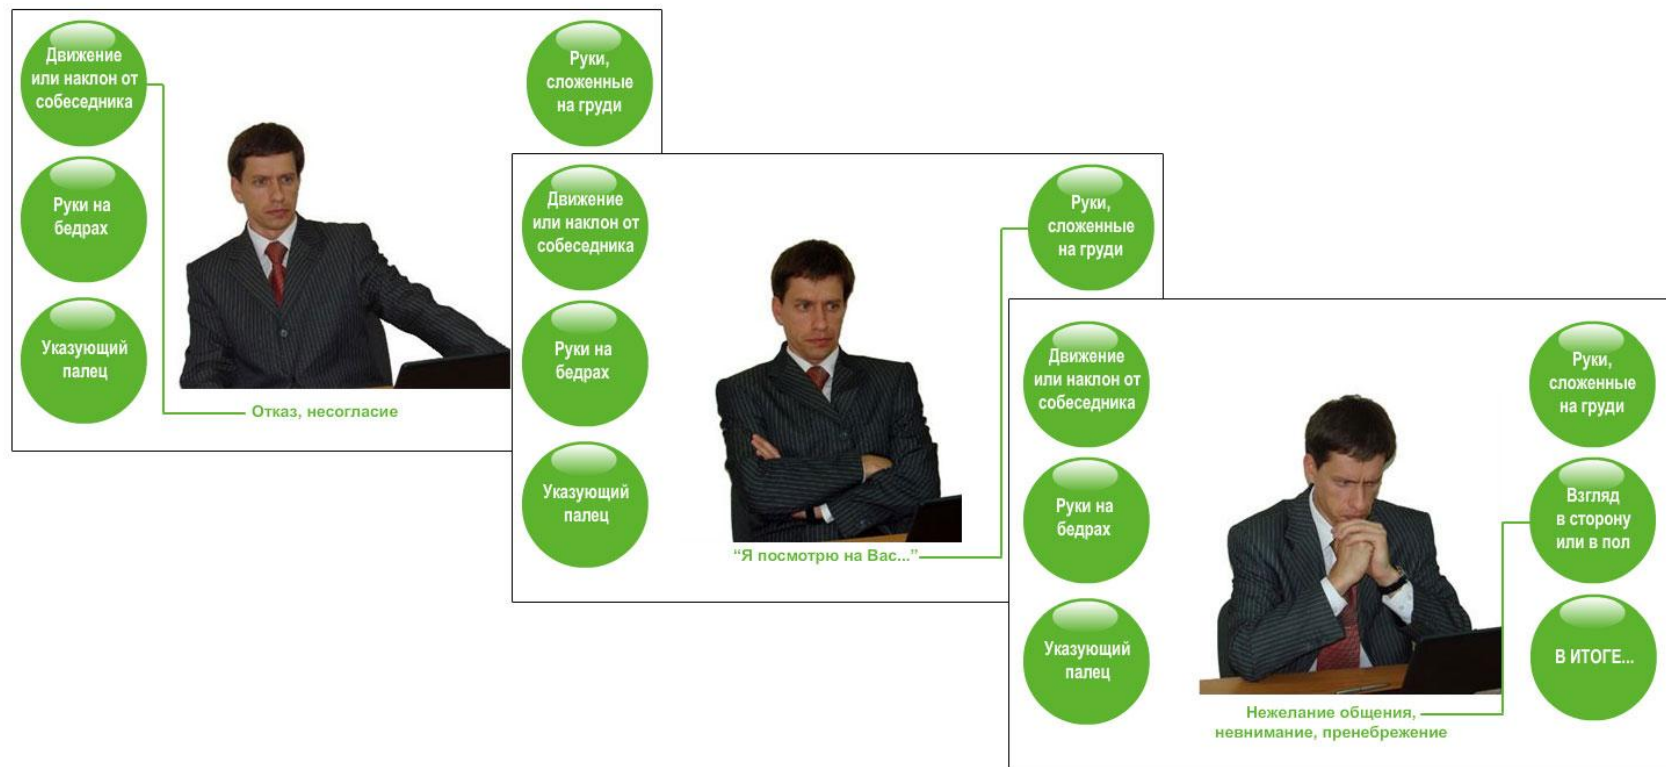 Движение
или наклон от
собеседника
Руки на
бедрах
Указующий
палец
Руки,
сложенные
на груди
Отказ, несогласие
Движение
или наклон от
собеседника
Руки на
бедрах
Указующий
палец
Руки,
сложенные
на груди
“Я посмотрю на Вас...”
Движение
или наклон от
собеседника
Руки на
бедрах
Указующий
палец
Руки,
сложенные
на груди
Взгляд
в сторону
или в пол
В ИТОГЕ...
Нежелание общения,
невнимание, пренебрежение